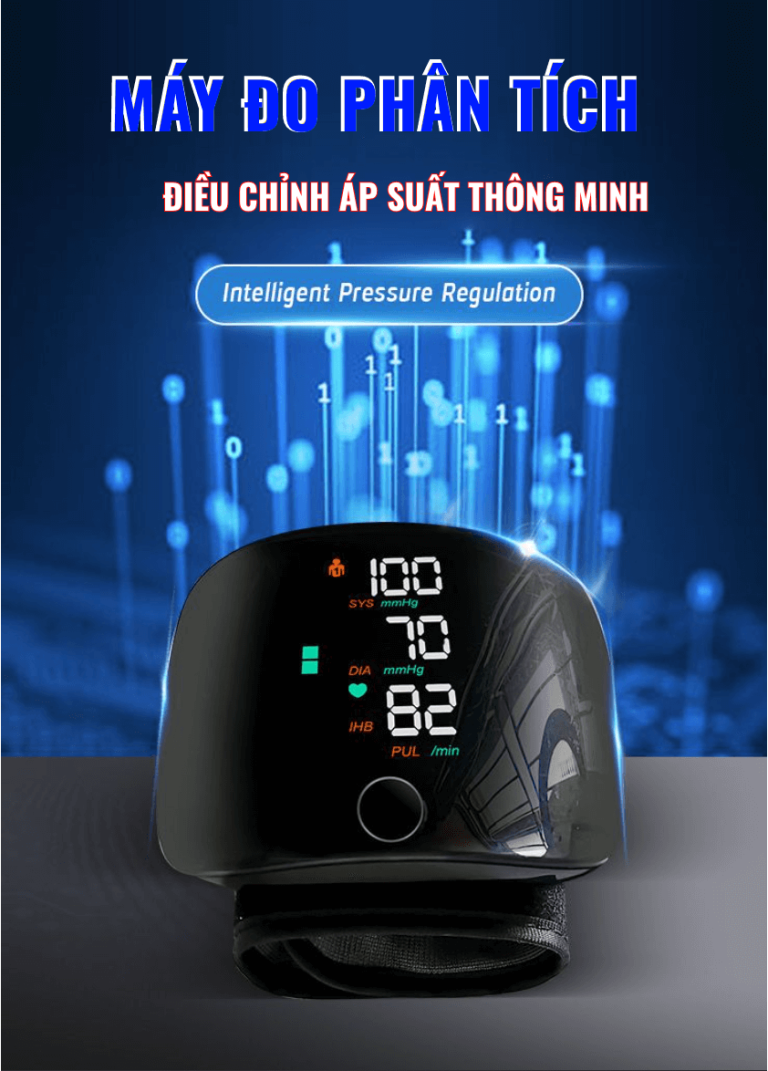 MÁY ĐO PHÂN TÍCH
ĐIỀU CHỈNH ÁP SUẤT THÔNG MINH
Intelligent Pressure Regulation
100
SYS mmHg
70
DIA mmHg
82
IHB
PUL /min